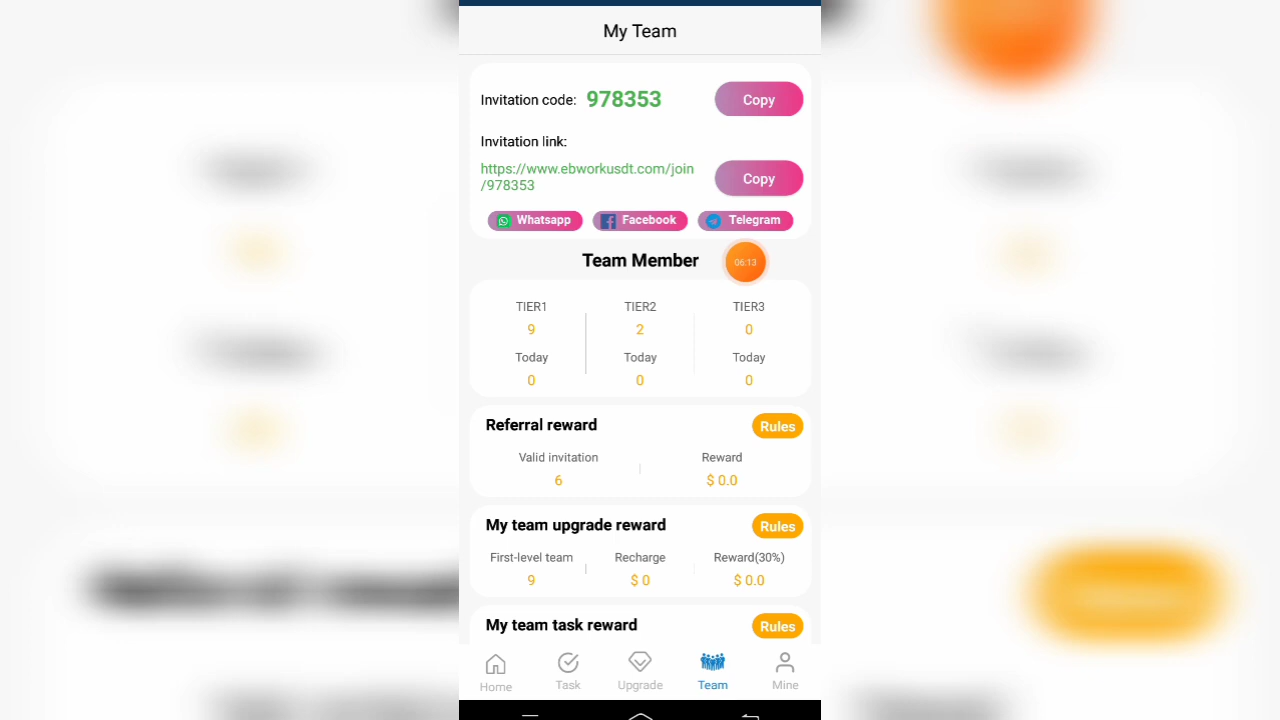 My Team
Invitation code: 978353 Copy
Invitation link:
https://www.ebworkusdt.com/join
/978353
Copy
Whatsapp Facebook Telegram
Team Member 06:13
TIER1 TIER2 TIER3
9 2 0
Today Today Today
0 0 0
Referral reward Rules
Valid invitation Reward
6 $ 0.0
My team upgrade reward Rules
First-level team Recharge Reward(30%)
9 $ 0 $ 0.0
My team task reward Rules
Home Task Upgrade Team Mine